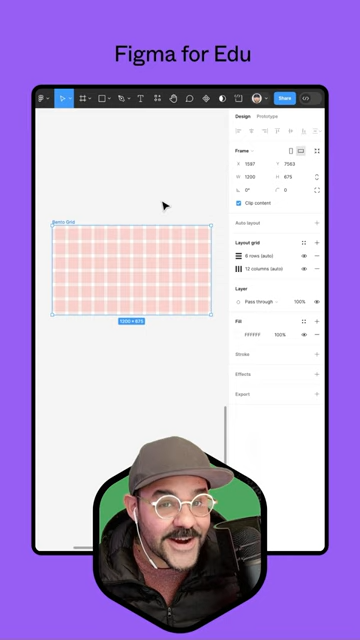 Figma for Edu
Share
Design Prototype
Bento Grid
1200 × 675
Frame
X 1597 Y 7563
W 1200 H 675
0° 0
Clip content
Auto layout
Layout grid
6 rows (auto)
12 columns (auto)
Layer
Pass through 100%
Fill
FFFFFF 100%
Stroke
Effects
Export